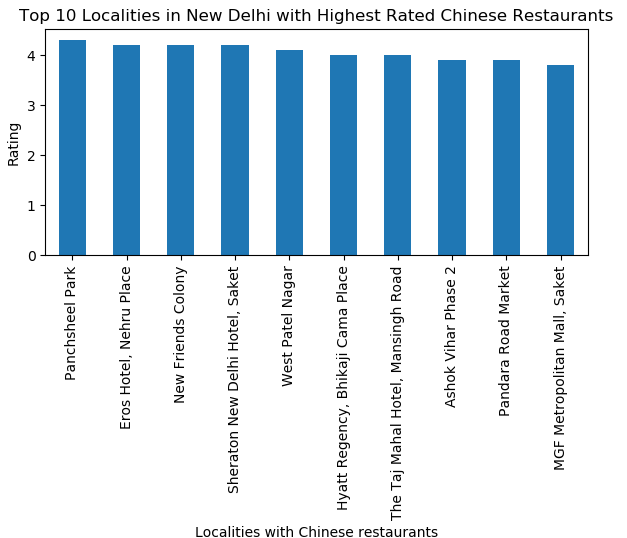 Top 10 Localities in New Delhi with Highest Rated Chinese Restaurants
Rating
4
3
2
1
0
Panchsheel Park
Eros Hotel, Nehru Place
New Friends Colony
Sheraton New Delhi Hotel, Saket
West Patel Nagar
Hyatt Regency, Bhikaji Cama Place
The Taj Mahal Hotel, Mansingh Road
Ashok Vihar Phase 2
Pandara Road Market
MGF Metropolitan Mall, Saket
Localities with Chinese restaurants